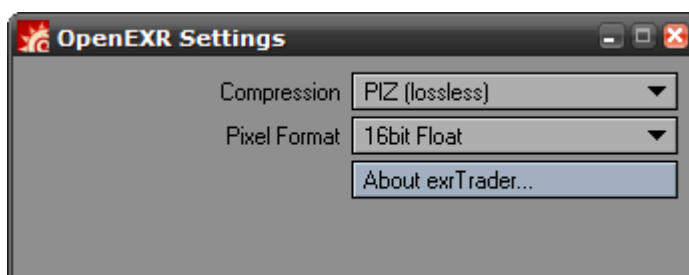 OpenEXR Settings
Compression PIZ (lossless)
Pixel Format 16bit Float
About exrTrader...